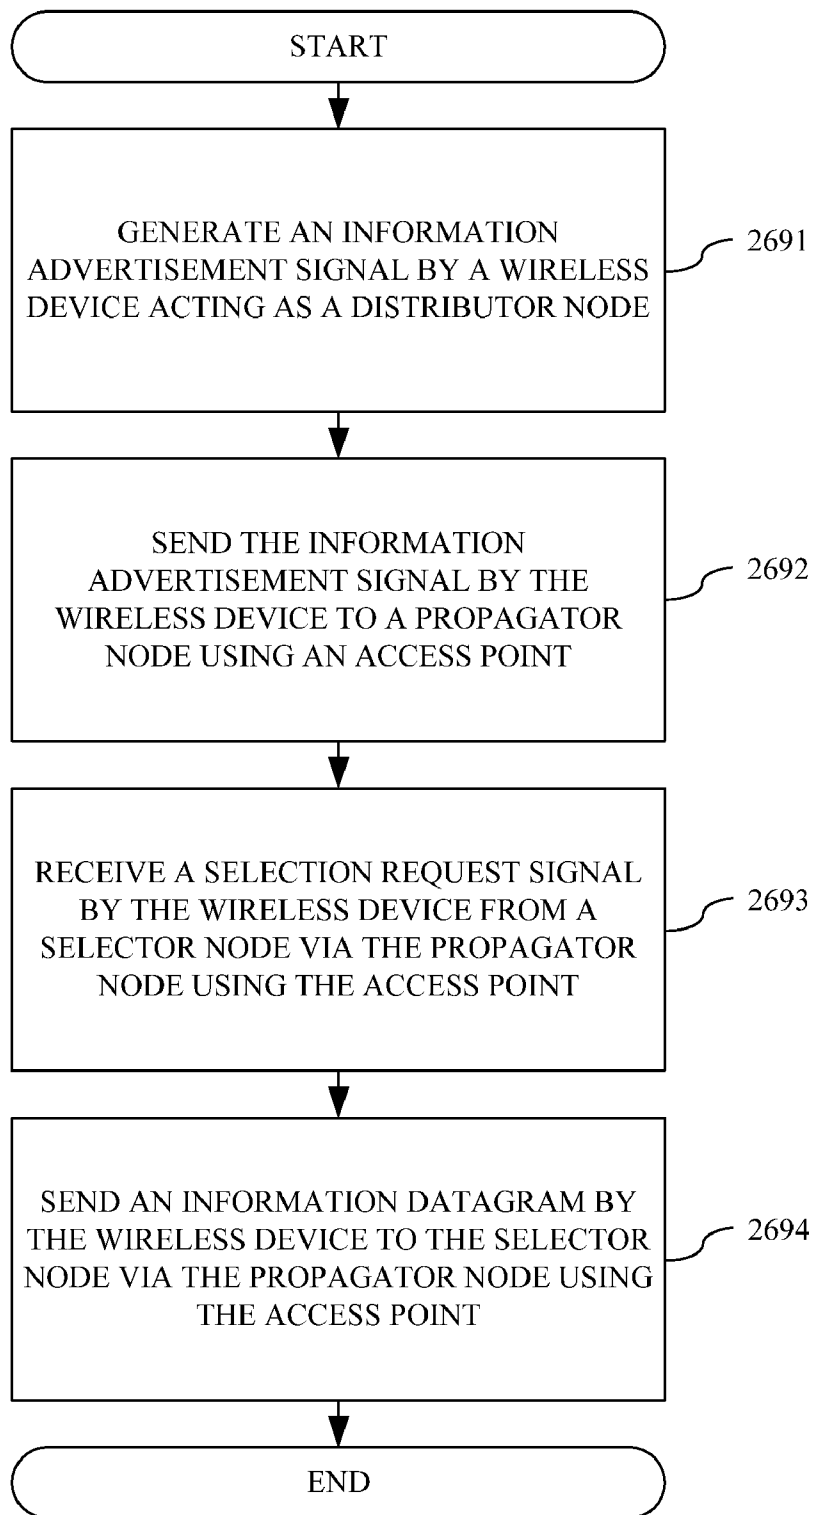 START
GENERATE AN INFORMATION
ADVERTISEMENT SIGNAL BY A WIRELESS
DEVICE ACTING AS A DISTRIBUTOR NODE
2691
SEND THE INFORMATION
ADVERTISEMENT SIGNAL BY THE
WIRELESS DEVICE TO A PROPAGATOR
NODE USING AN ACCESS POINT
2692
RECEIVE A SELECTION REQUEST SIGNAL
BY THE WIRELESS DEVICE FROM A
SELECTOR NODE VIA THE PROPAGATOR
NODE USING THE ACCESS POINT
2693
SEND AN INFORMATION DATAGRAM BY
THE WIRELESS DEVICE TO THE SELECTOR
NODE VIA THE PROPAGATOR NODE USING
THE ACCESS POINT
2694
END